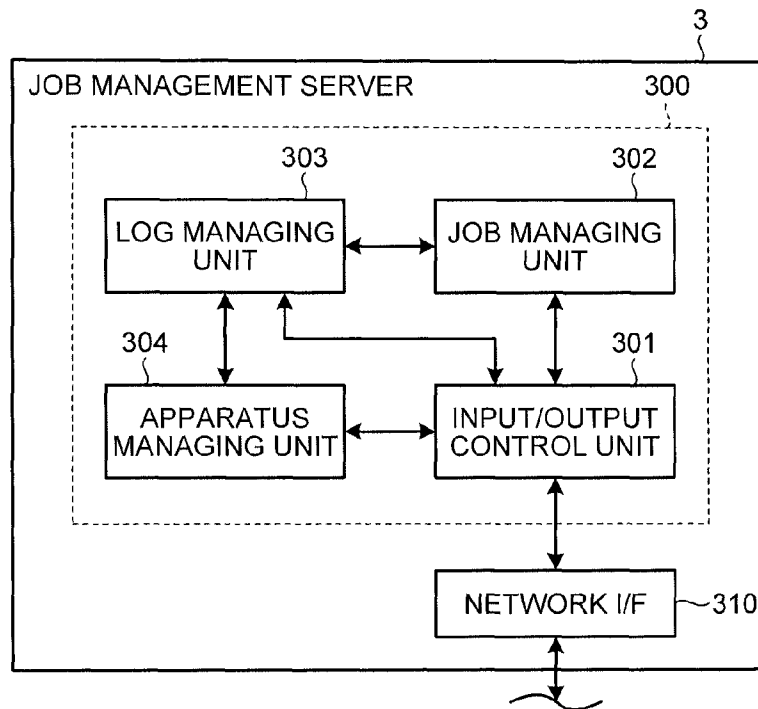 3
JOB MANAGEMENT SERVER
300
303
302
LOG MANAGING
UNIT
JOB MANAGING
UNIT
304
301
APPARATUS
MANAGING UNIT
INPUT/OUTPUT
CONTROL UNIT
NETWORK I/F
310